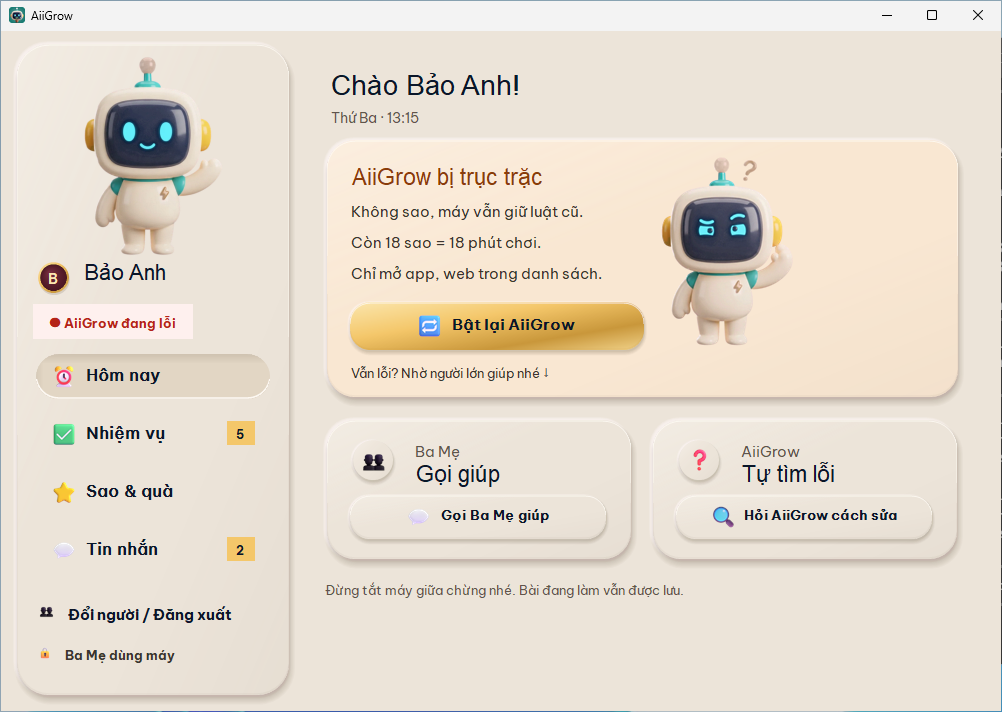 AiiGrow
B
Bảo Anh
AiiGrow đang lỗi
Hôm nay
Nhiệm vụ
5
Sao & quà
Tin nhắn
2
Đổi người / Đăng xuất
Ba Mẹ dùng máy
Chào Bảo Anh!
Thứ Ba · 13:15
AiiGrow bị trục trặc
Không sao, máy vẫn giữ luật cũ.
Còn 18 sao = 18 phút chơi.
Chỉ mở app, web trong danh sách.
?
Bật lại AiiGrow
Vẫn lỗi? Nhờ người lớn giúp nhé ↓
Ba Mẹ
Gọi giúp
Gọi Ba Mẹ giúp
AiiGrow
Tự tìm lỗi
Hỏi AiiGrow cách sửa
Đừng tắt máy giữa chừng nhé. Bài đang làm vẫn được lưu.